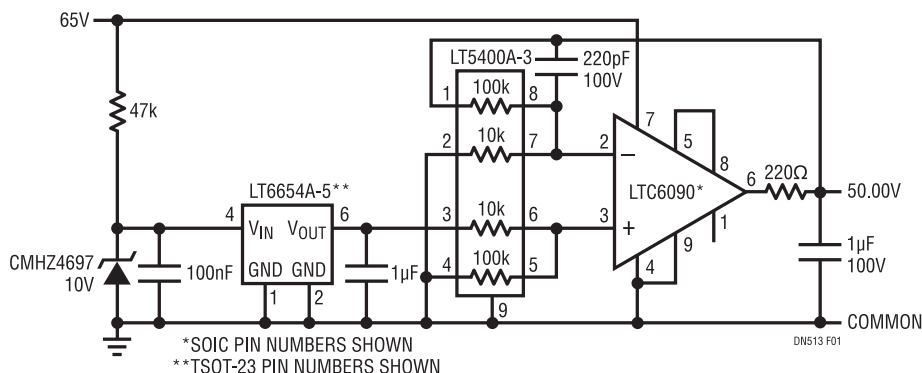 65V
47k
CMHZ4697
10V
100nF
LT6654A-5**
4
VIN
VOUT
6
GND
GND
1
2
1µF
LT5400A-3
1
100k
8
2
10k
7
3
10k
6
4
100k
5
9
220pF
100V
2
–
3
+
LTC6090*
7
5
8
6
1
9
4
220Ω
50.00V
1µF
100V
COMMON
*SOIC PIN NUMBERS SHOWN
**TSOT-23 PIN NUMBERS SHOWN
DN513 F01